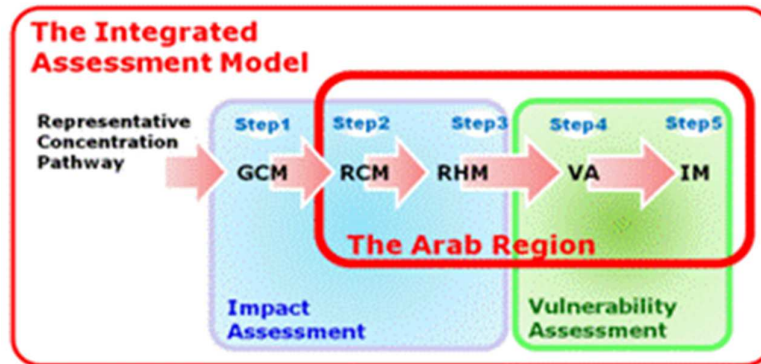 The Integrated
Assessment Model
Representative
Concentration
Pathway
Step1
Step2
Step3
Step4
Step5
GCM
RCM
RHM
VA
IM
The Arab Region
Impact
Assessment
Vulnerability
Assessment